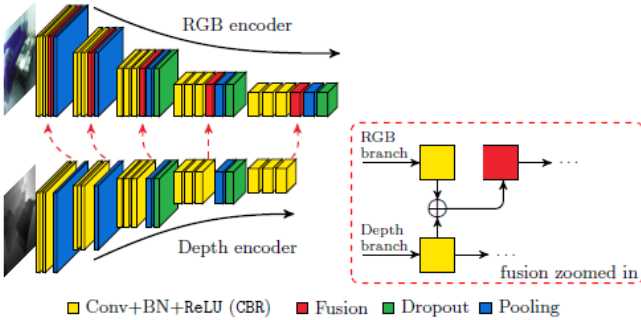 RGB encoder
RGB
branch
...
Depth
branch
...
Depth encoder
fusion zoomed in
Conv+BN+ReLU (CBR) Fusion Dropout Pooling